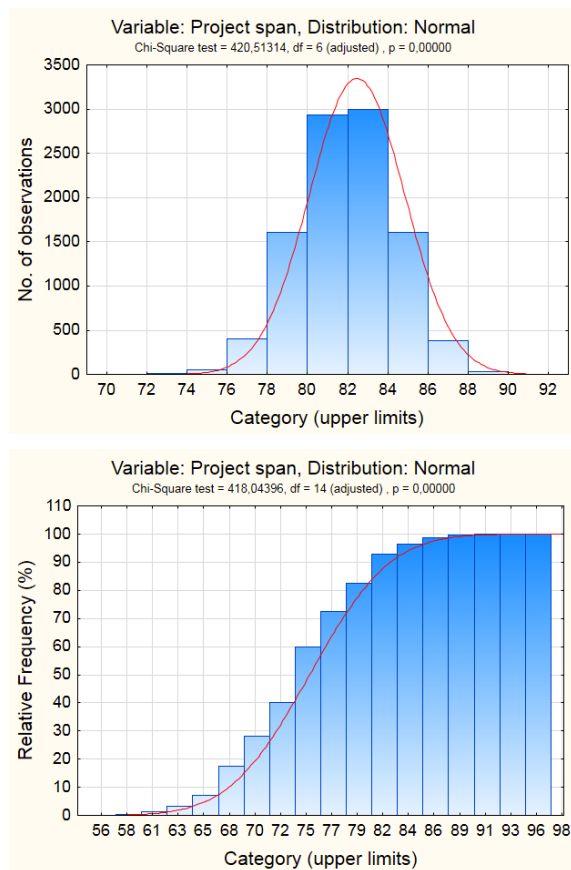 Variable: Project span, Distribution: Normal
Chi-Square test = 420,51314, df = 6 (adjusted) , p = 0,00000
3500
3000
2500
2000
1500
1000
500
0
No. of observations
70 72 74 76 78 80 82 84 86 88 90 92
Category (upper limits)
Variable: Project span, Distribution: Normal
Chi-Square test = 418,04396, df = 14 (adjusted) , p = 0,00000
110
100
90
80
70
60
50
40
30
20
10
0
Relative Frequency (%)
56 58 61 63 65 68 70 72 75 77 79 82 84 86 89 91 93 96 98
Category (upper limits)